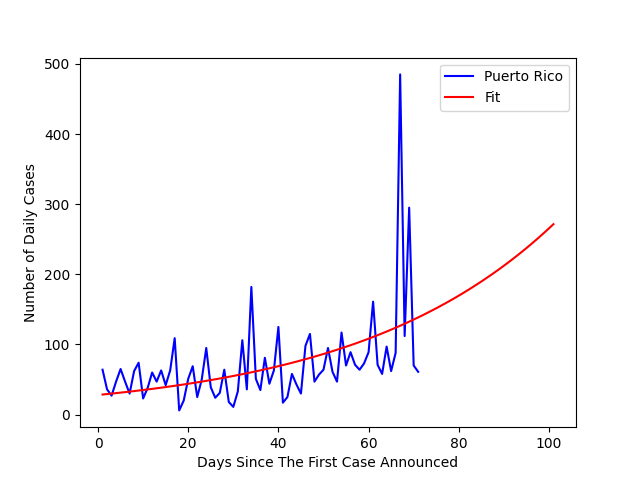 Puerto Rico
Fit
500
400
300
200
100
0
Number of Daily Cases
0 20 40 60 80 100
Days Since The First Case Announced